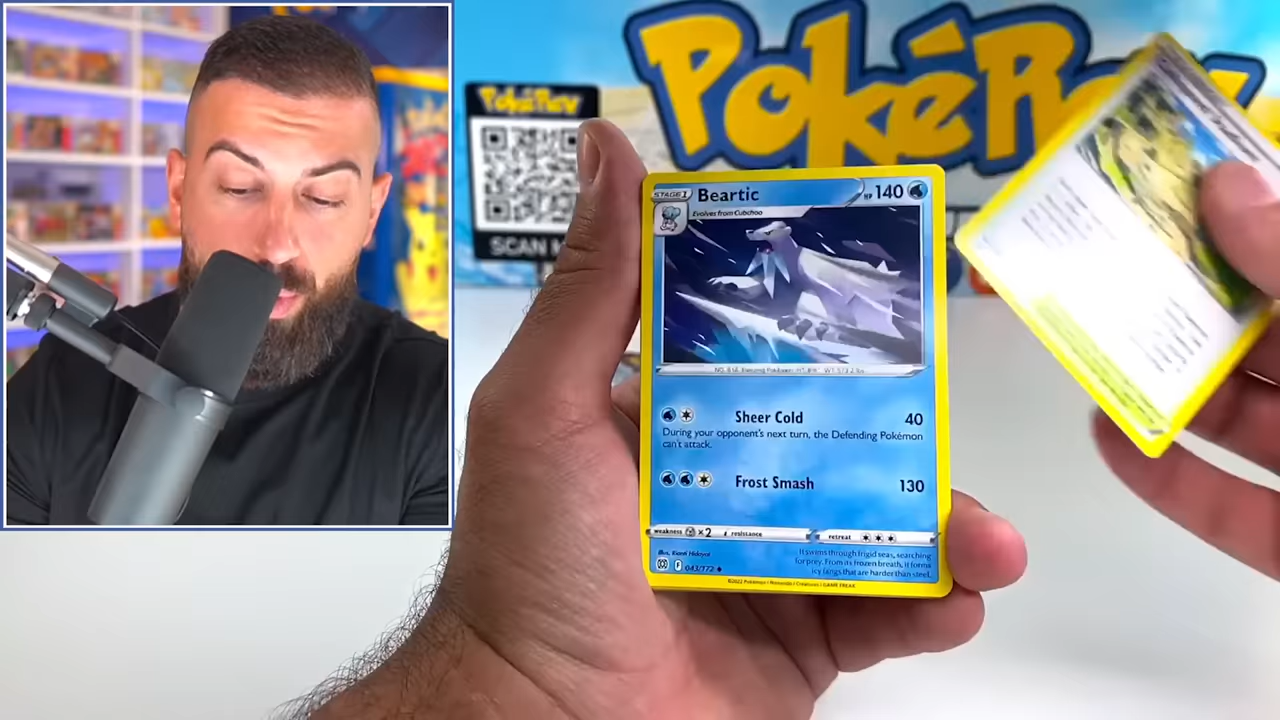 PokéRev
PokéRev
SCAN
STAGE 1
Beartic
HP 140
Evolves from Cubchoo
Sheer Cold 40
During your opponent's next turn, the Defending Pokémon
can't attack.
Frost Smash 130
weakness ×2 resistance retreat
Illus.
It swims through frigid seas, searching
for prey. From its frozen breath, it forms
icy fangs that are harder than steel.
F 043/172
©2022 Pokémon / Nintendo / Creatures / GAME FREAK